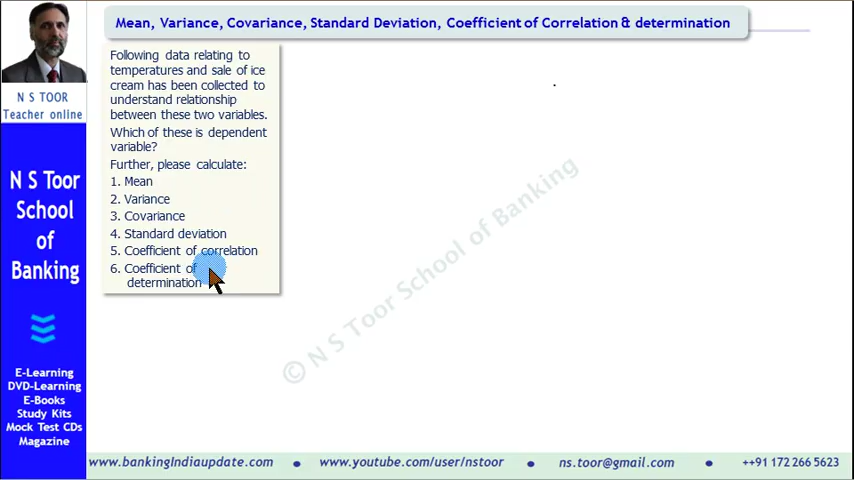 Mean, Variance, Covariance, Standard Deviation, Coefficient of Correlation & determination
N S TOOR
Teacher online
N S Toor
School
of
Banking
E-Learning
DVD-Learning
E-Books
Study Kits
Mock Test CDs
Magazine
Following data relating to
temperatures and sale of ice
cream has been collected to
understand relationship
between these two variables.
Which of these is dependent
variable?
Further, please calculate:
1. Mean
2. Variance
3. Covariance
4. Standard deviation
5. Coefficient of correlation
6. Coefficient of
determination
© N S Toor School of Banking
www.bankingIndiaupdate.com ● www.youtube.com/user/nstoor ● ns.toor@gmail.com ● ++91 172 266 5623